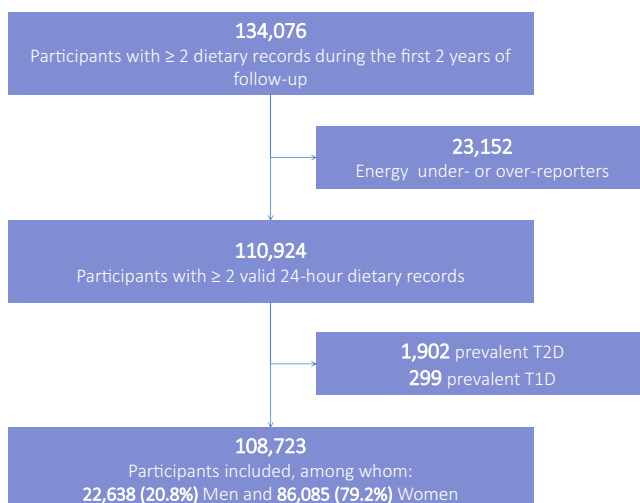 134,076
Participants with ≥ 2 dietary records during the first 2 years of
follow-up
23,152
Energy under- or over-reporters
110,924
Participants with ≥ 2 valid 24-hour dietary records
1,902 prevalent T2D
299 prevalent T1D
108,723
Participants included, among whom:
22,638 (20.8%) Men and 86,085 (79.2%) Women